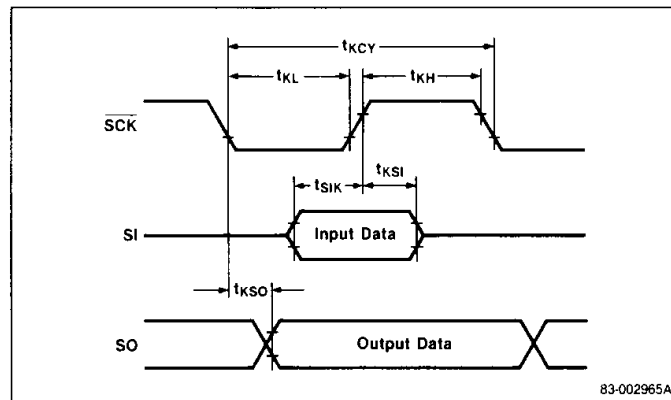 tKCY
tKL
tKH
SCK
tSIK
tKSI
SI
Input Data
tKSO
SO
Output Data
83-002965A